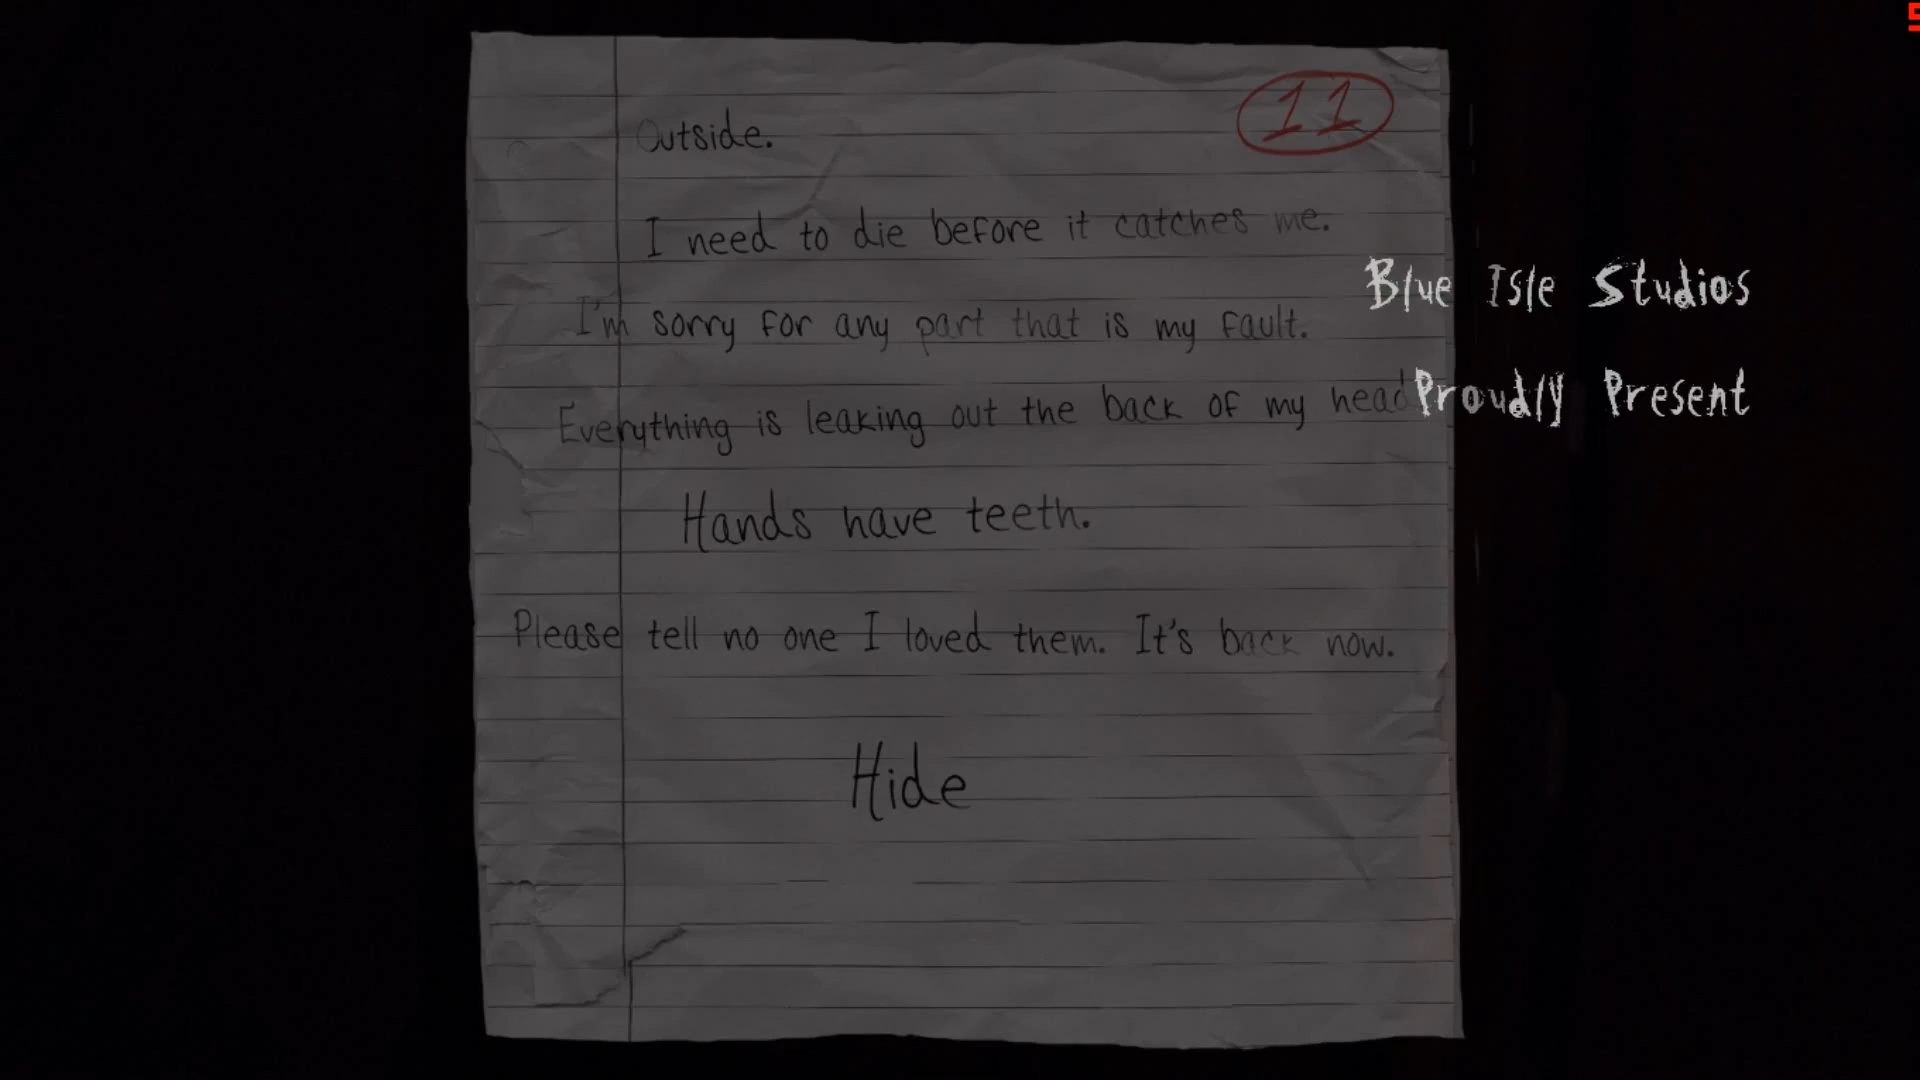 11
Outside.
I need to die before it catches me.
I'm sorry for any part that is my fault.
Everything is leaking out the back of my head
Hands have teeth.
Please tell no one I loved them. It's back now.
Hide
Blue Isle Studios
Proudly Present